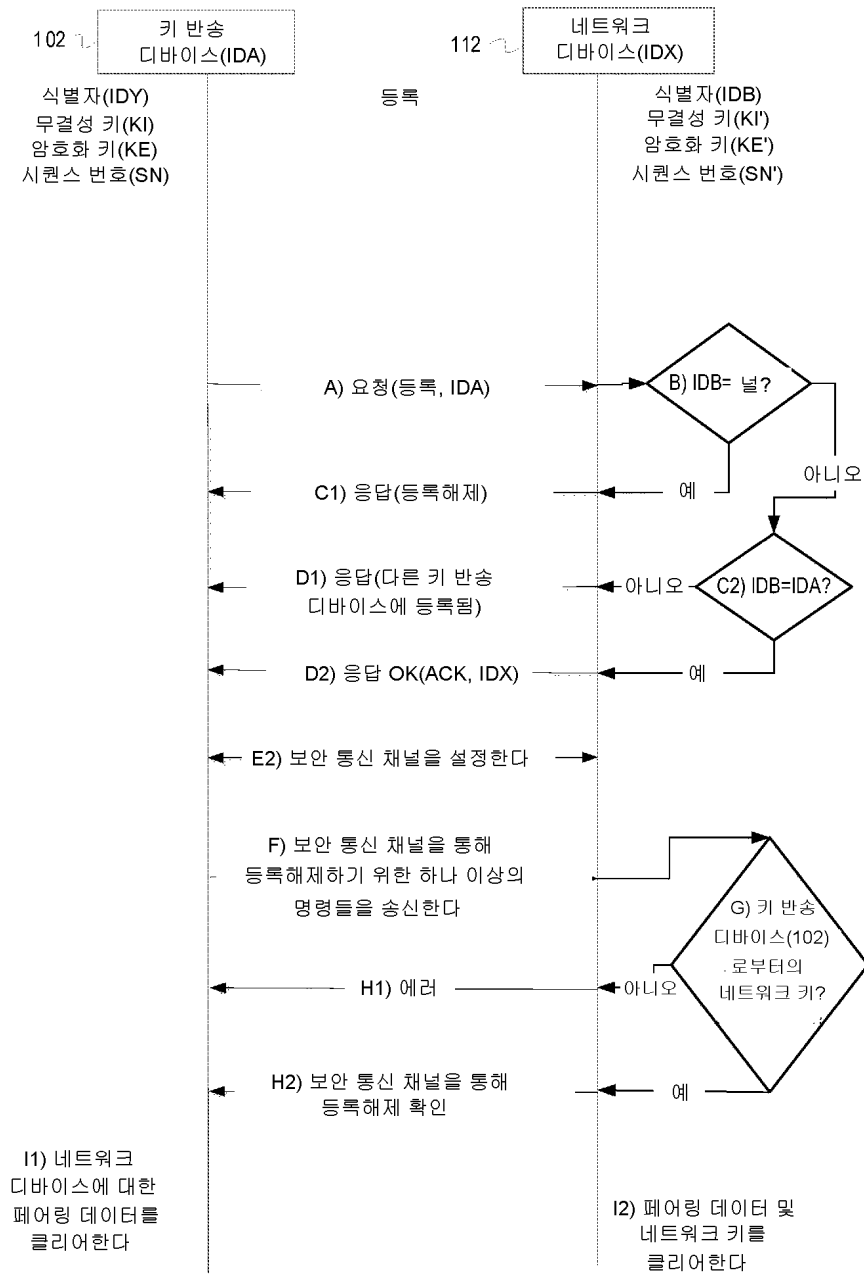 102
키 반송
디바이스(IDA)
112
네트워크
디바이스(IDX)
식별자(IDY)
무결성 키(KI)
암호화 키(KE)
시퀀스 번호(SN)
등록
식별자(IDB)
무결성 키(KI')
암호화 키(KE')
시퀀스 번호(SN')
A) 요청(등록, IDA)
B) IDB= 널?
아니오
C1) 응답(등록해제)
예
D1) 응답(다른 키 반송
디바이스에 등록됨)
아니오
C2) IDB=IDA?
D2) 응답 OK(ACK, IDX)
예
E2) 보안 통신 채널을 설정한다
F) 보안 통신 채널을 통해
등록해제하기 위한 하나 이상의
명령들을 송신한다
G) 키 반송
디바이스(102)
로부터의
네트워크 키?
H1) 에러
아니오
H2) 보안 통신 채널을 통해
등록해제 확인
예
I1) 네트워크
디바이스에 대한
페어링 데이터를
클리어한다
I2) 페어링 데이터 및
네트워크 키를
클리어한다